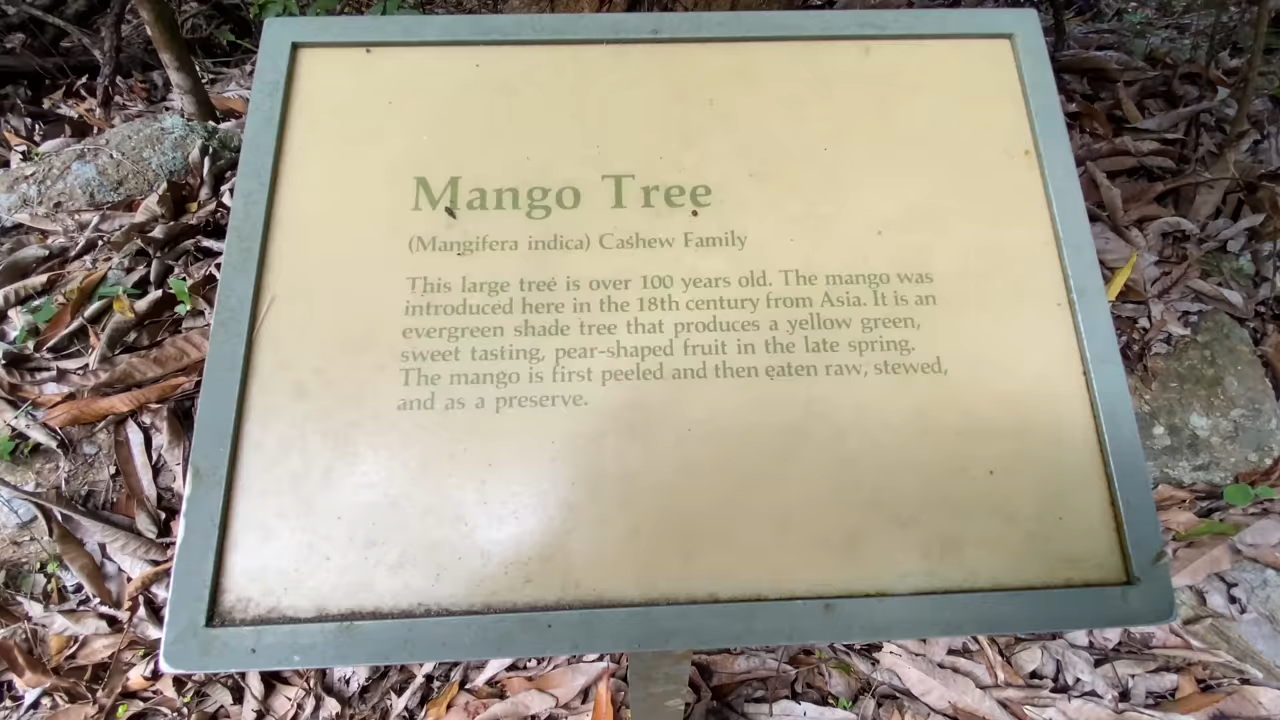 Mango Tree
(Mangifera indica) Cashew Family
This large tree is over 100 years old. The mango was
introduced here in the 18th century from Asia. It is an
evergreen shade tree that produces a yellow green,
sweet tasting, pear-shaped fruit in the late spring.
The mango is first peeled and then eaten raw, stewed,
and as a preserve.